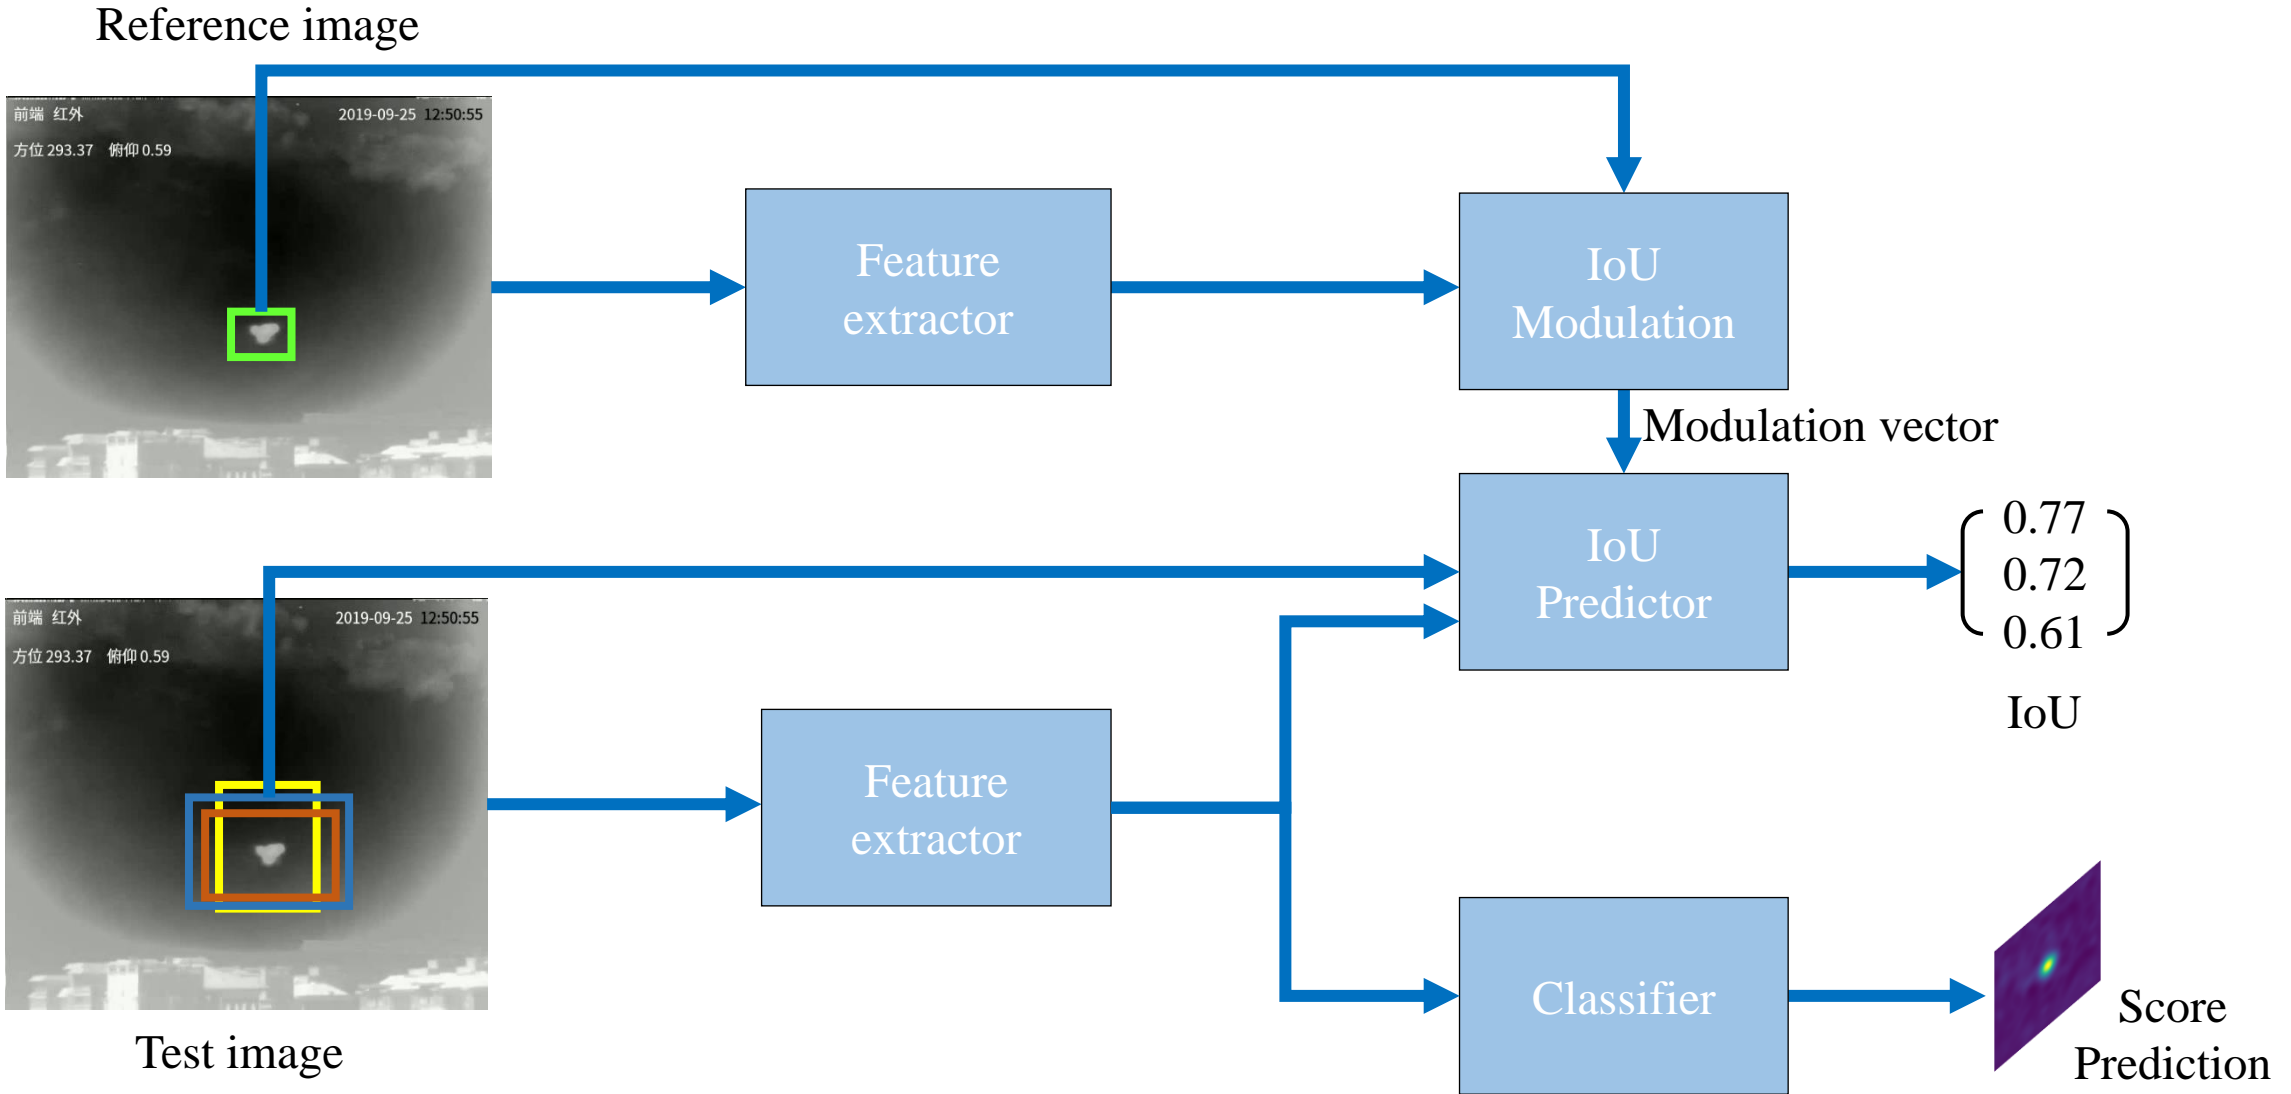 Reference image
前端 红外 2019-09-25 12:50:55
方位 293.37 俯仰 0.59
Feature
extractor
IoU
Modulation
Modulation vector
IoU
Predictor
0.77
0.72
0.61
IoU
前端 红外 2019-09-25 12:50:55
方位 293.37 俯仰 0.59
Feature
extractor
Classifier
Score
Prediction
Test image